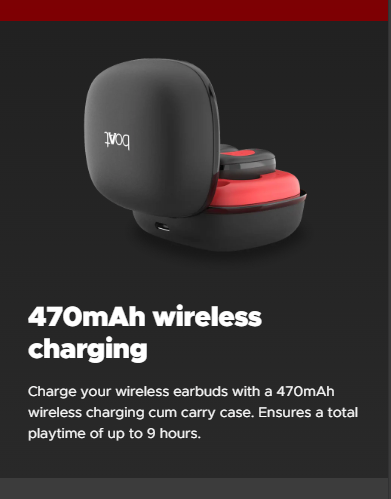 boAt
470mAh wireless
charging
Charge your wireless earbuds with a 470mAh
wireless charging cum carry case. Ensures a total
playtime of up to 9 hours.